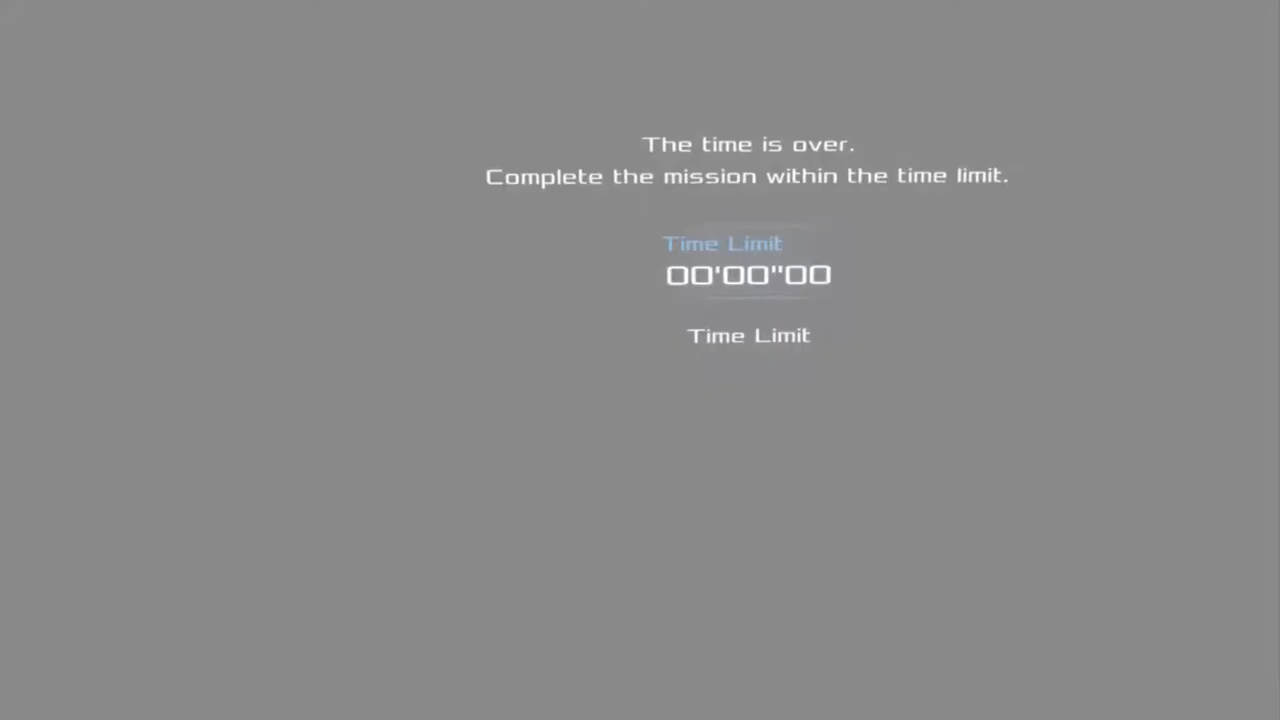 The time is over.
Complete the mission within the time limit.
Time Limit
00'00"00
Time Limit